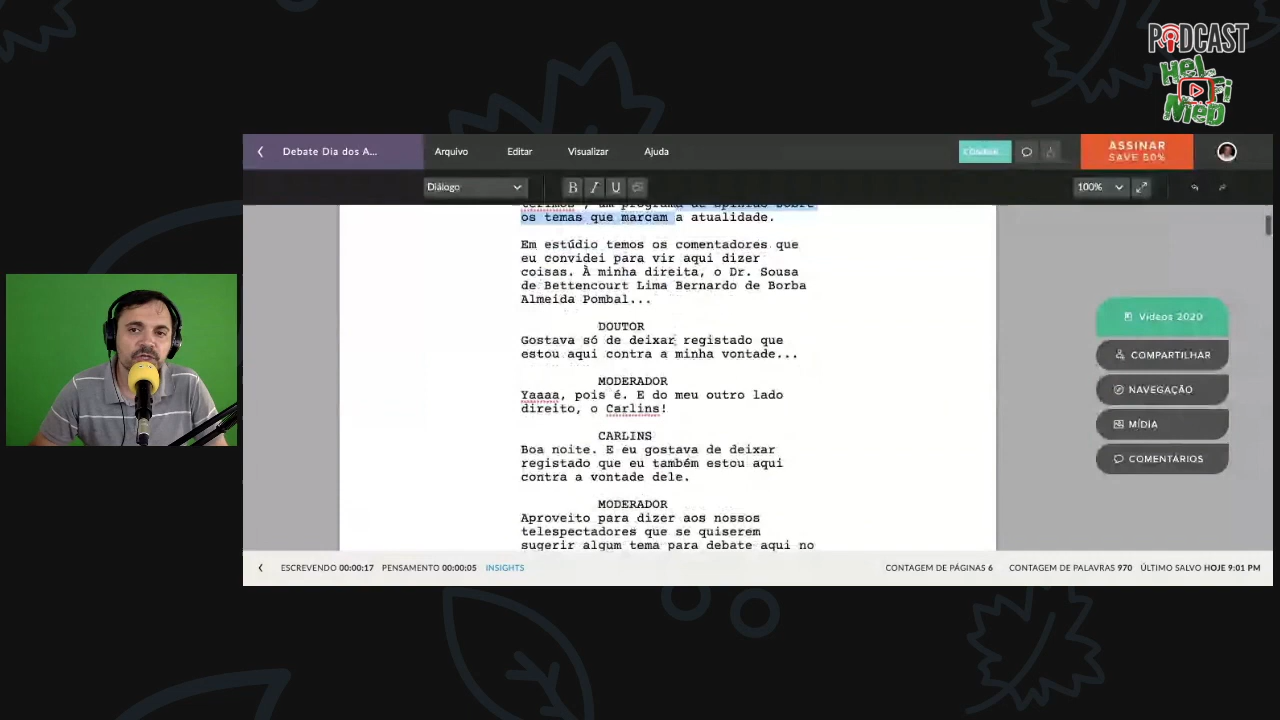 PODCAST
Hel
Fi
MED
Debate Dia dos A...
Arquivo
Editar
Visualizar
Ajuda
ASSINAR
SAVE 50%
Diálogo
B I U
100%
os temas que marcam a atualidade.
Em estúdio temos os comentadores que
eu convidei para vir aqui dizer
coisas. À minha direita, o Dr. Sousa
de Bettencourt Lima Bernardo de Borba
Almeida Pombal...
DOUTOR
Gostava só de deixar registado que
estou aqui contra a minha vontade...
MODERADOR
Yaaaa, pois é. E do meu outro lado
direito, o Carlins!
CARLINS
Boa noite. E eu gostava de deixar
registado que eu também estou aqui
contra a vontade dele.
MODERADOR
Aproveito para dizer aos nossos
telespectadores que se quiserem
sugerir algum tema para debate aqui no
Vídeos 2020
COMPARTILHAR
NAVEGAÇÃO
MÍDIA
COMENTÁRIOS
ESCREVENDO 00:00:17 PENSAMENTO 00:00:05 INSIGHTS
CONTAGEM DE PÁGINAS 6 CONTAGEM DE PALAVRAS 970 ÚLTIMO SALVO HOJE 9:01 PM